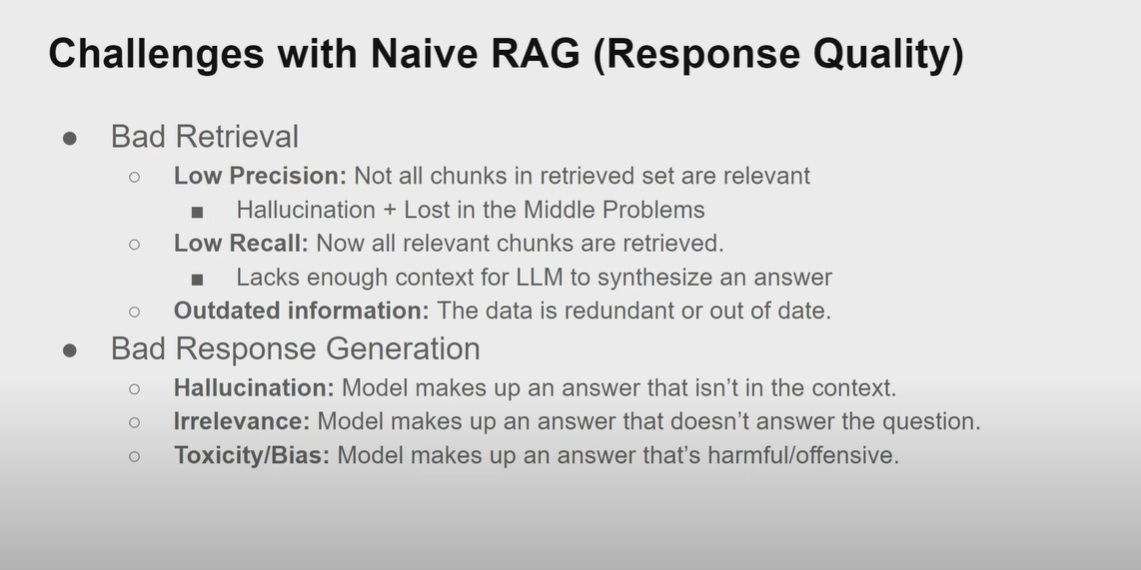 Challenges with Naive RAG (Response Quality)
● Bad Retrieval
○ Low Precision: Not all chunks in retrieved set are relevant
■ Hallucination + Lost in the Middle Problems
○ Low Recall: Now all relevant chunks are retrieved.
■ Lacks enough context for LLM to synthesize an answer
○ Outdated information: The data is redundant or out of date.
● Bad Response Generation
○ Hallucination: Model makes up an answer that isn’t in the context.
○ Irrelevance: Model makes up an answer that doesn’t answer the question.
○ Toxicity/Bias: Model makes up an answer that’s harmful/offensive.